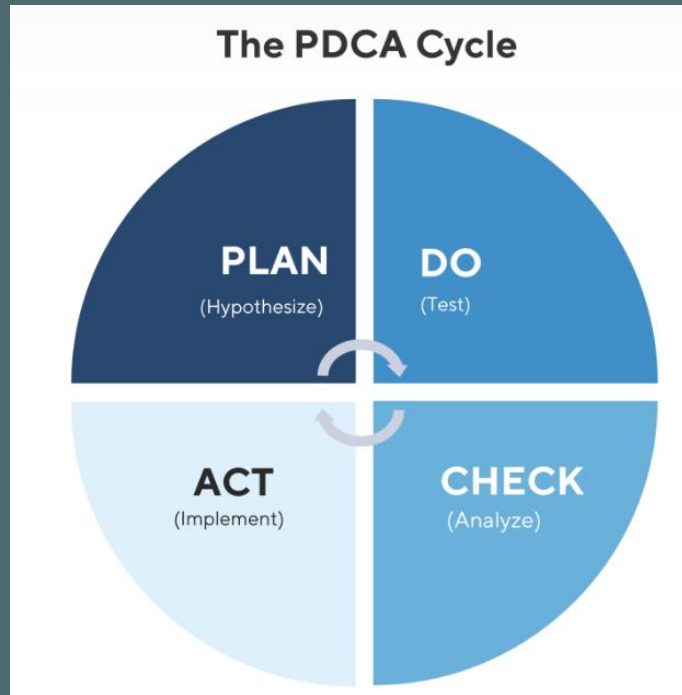 The PDCA Cycle
PLAN
(Hypothesize)
DO
(Test)
CHECK
(Analyze)
ACT
(Implement)